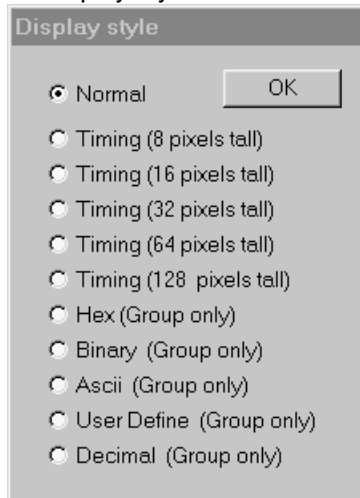 Display style
Normal OK
Timing (8 pixels tall)
Timing (16 pixels tall)
Timing (32 pixels tall)
Timing (64 pixels tall)
Timing (128 pixels tall)
Hex (Group only)
Binary (Group only)
Ascii (Group only)
User Define (Group only)
Decimal (Group only)